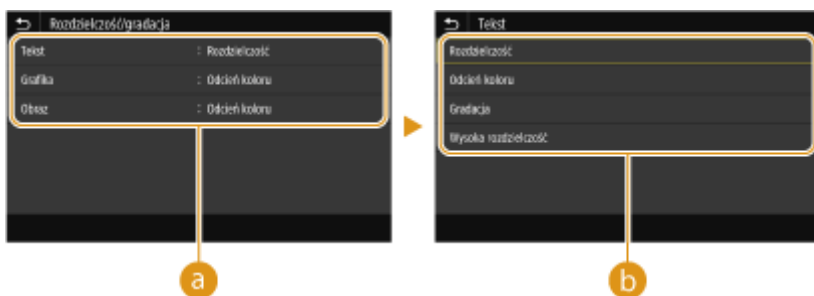 Rozdzielczość/gradacja
Tekst : Rozdzielczość
Grafika : Odcień koloru
Obraz : Odcień koloru
a
Tekst
Rozdzielczość
Odcień koloru
Gradacja
Wysoka rozdzielczość
b